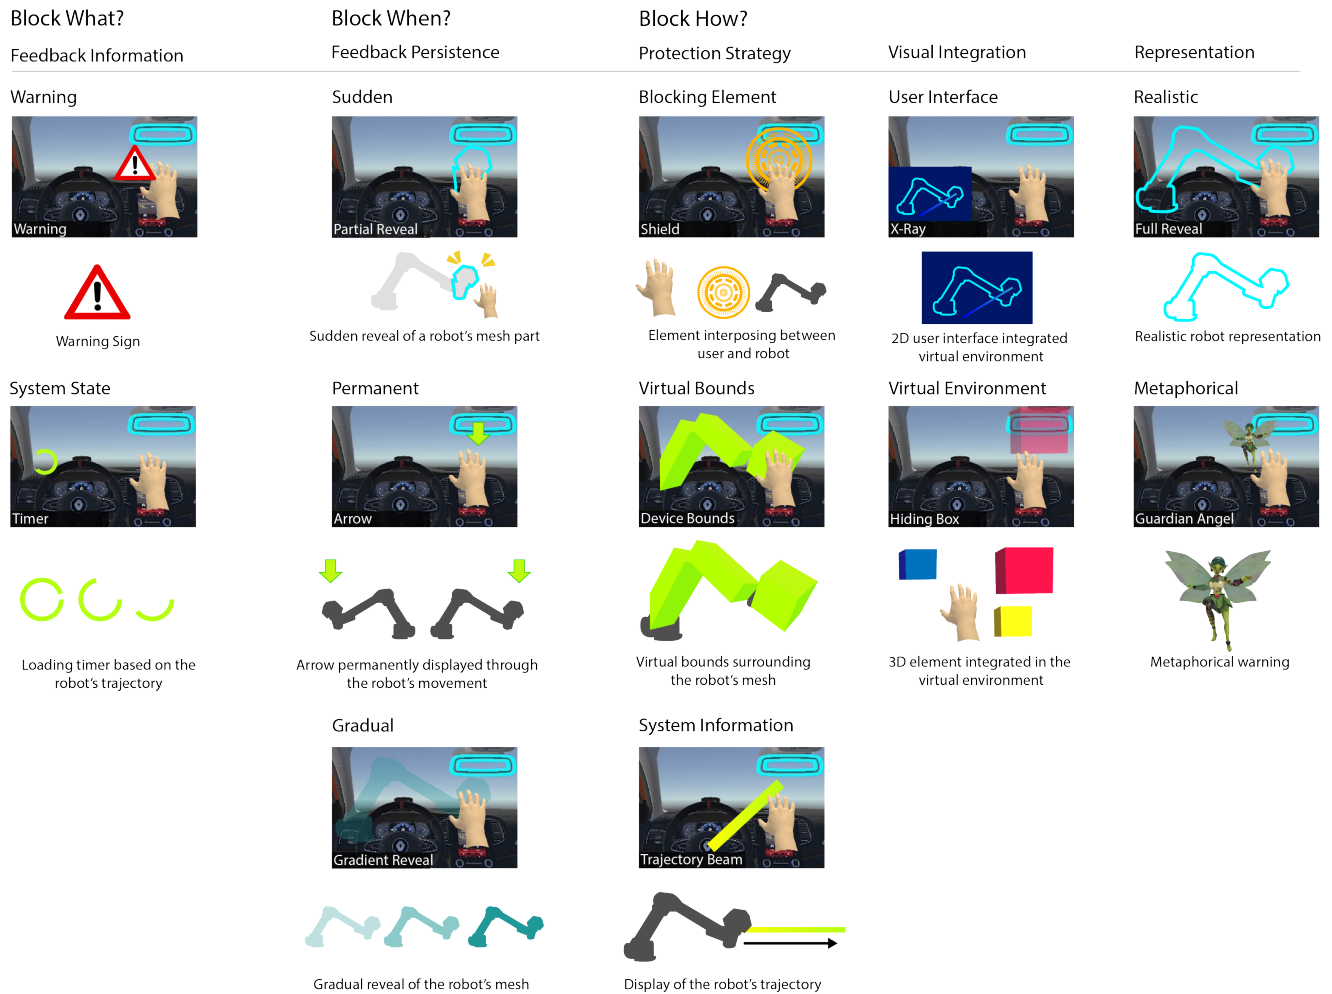 Block What?
Block When?
Block How?
Feedback Information
Feedback Persistence
Protection Strategy
Visual Integration
Representation
Warning
Sudden
Blocking Element
User Interface
Realistic
Warning
Partial Reveal
Shield
X-Ray
Full Reveal
Warning Sign
Sudden reveal of a robot's mesh part
Element interposing between
user and robot
2D user interface integrated
virtual environment
Realistic robot representation
System State
Permanent
Virtual Bounds
Virtual Environment
Metaphorical
Timer
Arrow
Device Bounds
Hiding Box
Guardian Angel
Loading timer based on the
robot's trajectory
Arrow permanently displayed through
the robot's movement
Virtual bounds surrounding
the robot's mesh
3D element integrated in the
virtual environment
Metaphorical warning
Gradual
System Information
Gradient Reveal
Trajectory Beam
Gradual reveal of the robot's mesh
Display of the robot's trajectory